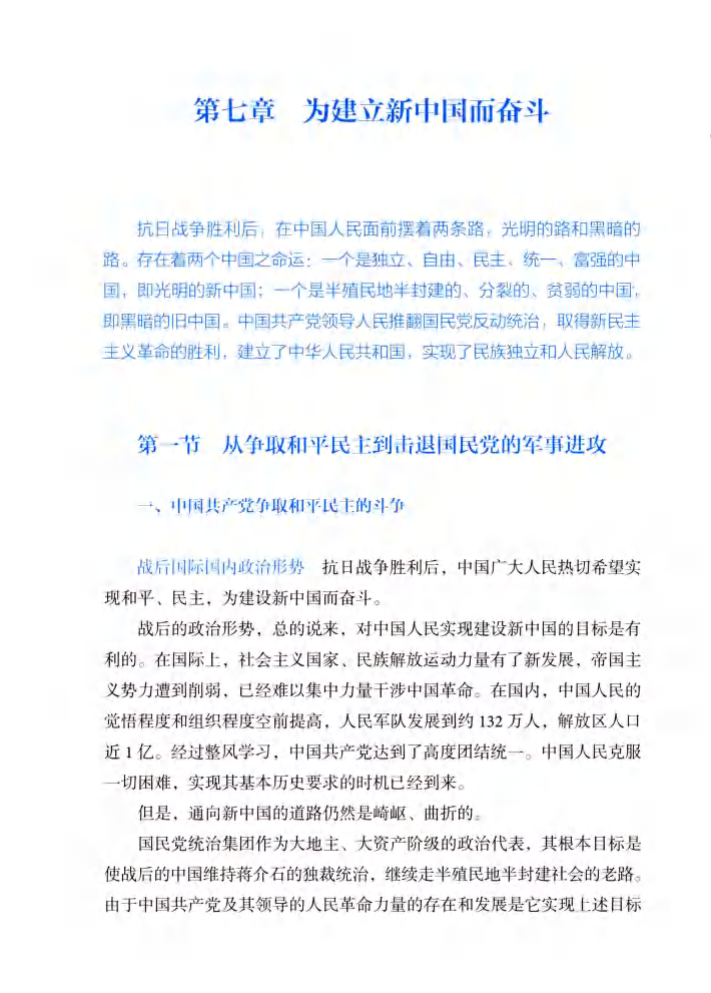 第七章 为建立新中国而奋斗
抗日战争胜利后，在中国人民面前摆着两条路，光明的路和黑暗的
路。存在着两个中国之命运：一个是独立、自由、民主、统一、富强的中
国，即光明的新中国；一个是半殖民地半封建的、分裂的、贫弱的中国，
即黑暗的旧中国。中国共产党领导人民推翻国民党反动统治，取得新民主
主义革命的胜利，建立了中华人民共和国，实现了民族独立和人民解放。
第一节 从争取和平民主到击退国民党的军事进攻
一、中国共产党争取和平民主的斗争
战后国际国内政治形势 抗日战争胜利后，中国广大人民热切希望实
现和平、民主，为建设新中国而奋斗。
战后的政治形势，总的说来，对中国人民实现建设新中国的目标是有
利的。在国际上，社会主义国家、民族解放运动力量有了新发展，帝国主
义势力遭到削弱，已经难以集中力量干涉中国革命。在国内，中国人民的
觉悟程度和组织程度空前提高，人民军队发展到约 132 万人，解放区人口
近 1 亿。经过整风学习，中国共产党达到了高度团结统一。中国人民克服
一切困难，实现其基本历史要求的时机已经到来。
但是，通向新中国的道路仍然是崎岖、曲折的。
国民党统治集团作为大地主、大资产阶级的政治代表，其根本目标是
使战后的中国维持蒋介石的独裁统治，继续走半殖民地半封建社会的老路。
由于中国共产党及其领导的人民革命力量的存在和发展是它实现上述目标